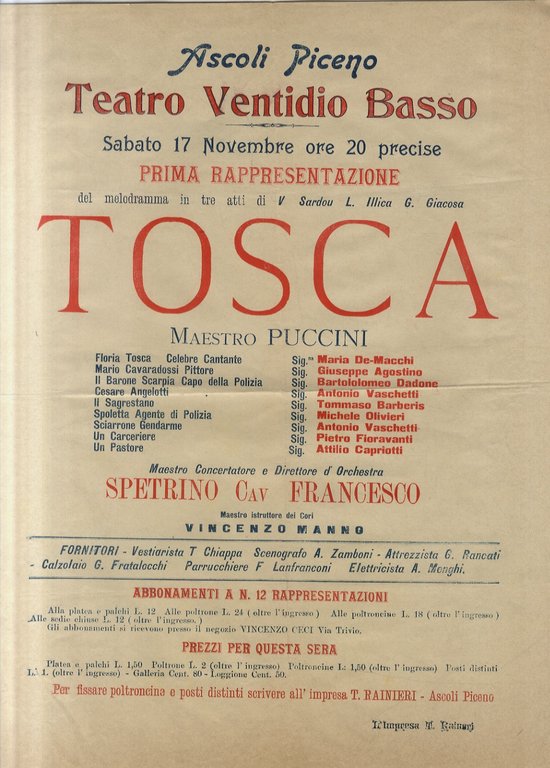 Ascoli Piceno
Teatro Ventidio Basso
Sabato 17 Novembre ore 20 precise
PRIMA RAPPRESENTAZIONE
del melodramma in tre atti di V Sardou L. Illica G. Giacosa
TOSCA
MAESTRO PUCCINI
Floria Tosca Celebre Cantante Sig.ra Maria De-Macchi
Mario Cavaradossi Pittore Sig. Giuseppe Agostino
Il Barone Scarpia Capo della Polizia Sig. Bartololomeo Dadone
Cesare Angelotti Sig. Antonio Vaschetti
Il Sagrestano Sig. Tommaso Barberis
Spoletta Agente di Polizia Sig. Michele Olivieri
Sciarrone Gendarme Sig. Antonio Vaschetti
Un Carceriere Sig. Pietro Fioravanti
Un Pastore Sig. Attilio Capriotti
Maestro Concertatore e Direttore d' Orchestra
SPETRINO CAV FRANCESCO
Maestro istruttore dei Cori
VINCENZO MANNO
FORNITORI - Vestiarista T Chiappa Scenografo A. Zamboni - Attrezzista G. Rancati
- Calzolaio G. Fratalocchi Parrucchiere F Lanfranconi Elettricista A. Menghi.
ABBONAMENTI A N. 12 RAPPRESENTAZIONI
Alla platea e palchi L. 12 Alle poltrone L. 24 ( oltre l'ingresso ) Alle poltroncine L. 18 ( oltre l'ingresso )
Alle sedie chiuse L. 12 ( oltre l'ingresso. )
Gli abbonamenti si ricevono presso il negozio VINCENZO CECI Via Trivio.
PREZZI PER QUESTA SERA
Platea e palchi L. 1,50 Poltrone L. 2 (oltre l' ingresso) Poltroncine L: 1,50 (oltre l'ingresso) Posti distinti
L. 1. (oltre l' ingresso) - Galleria Cent. 80 - Loggione Cent. 50.
Per fissare poltroncine e posti distinti scrivere all' impresa T. RAINIERI - Ascoli Piceno
L'Impresa T. Rainieri